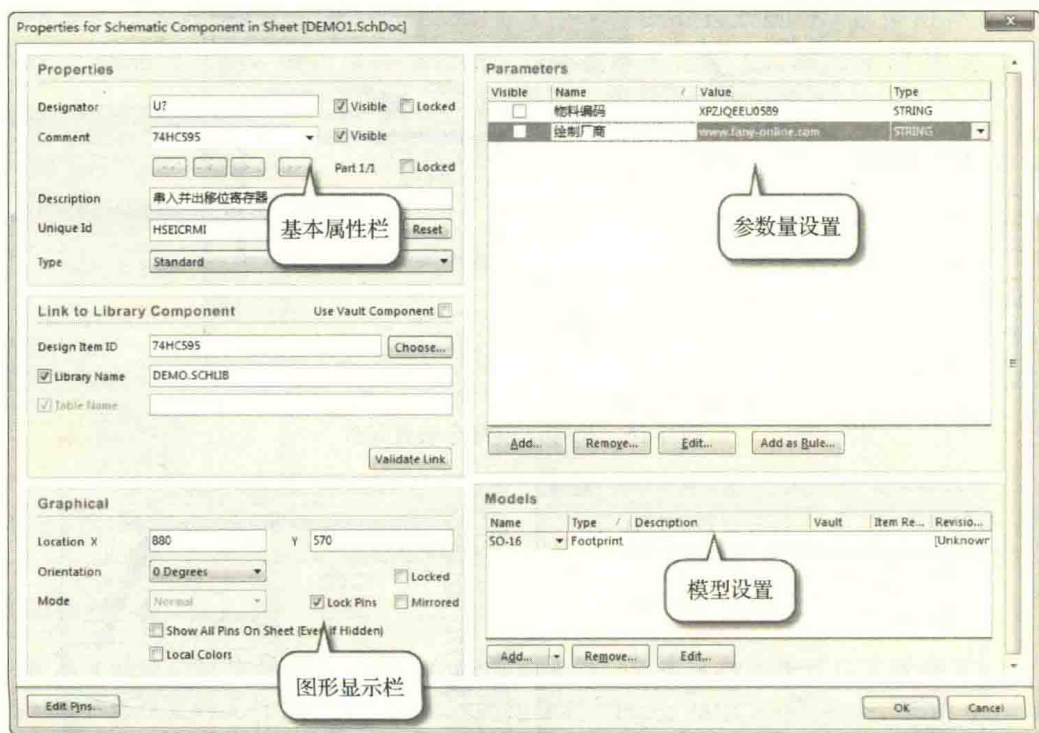 Properties for Schematic Component in Sheet [DEMO1.SchDoc]
Properties
Designator U? Visible Locked
Comment 74HC595 Visible
<< < > >> Part 1/1 Locked
Description 串入并出移位寄存器
Unique Id HSEICRMI Reset
Type Standard
基本属性栏
Link to Library Component Use Vault Component
Design Item ID 74HC595 Choose...
Library Name DEMO.SCHLIB
Table Name
Validate Link
Graphical
Location X 880 Y 570
Orientation 0 Degrees Locked
Mode Normal Lock Pins Mirrored
Show All Pins On Sheet (Even if Hidden)
Local Colors
图形显示栏
Edit Pins...
Parameters
Visible Name / Value Type
物料编码 XPZJQEEU0589 STRING
绘制厂商 www.fany-online.com STRING
参数量设置
Add... Remove... Edit... Add as Rule...
Models
Name Type / Description Vault Item Re... Revisio...
SO-16 Footprint [Unknown
模型设置
Add... Remove... Edit...
OK Cancel